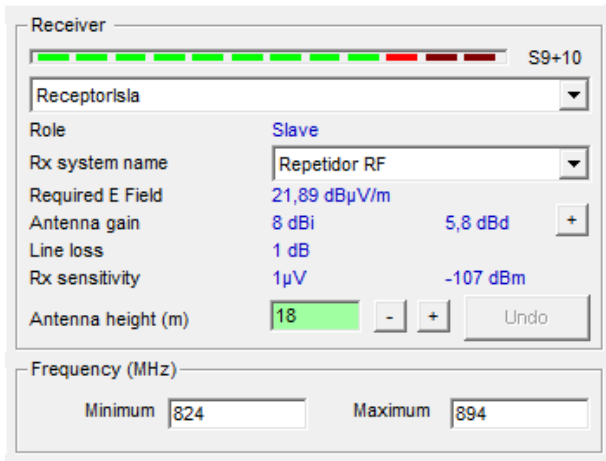 Receiver
S9+10
ReceptorIsla
Role Slave
Rx system name Repetidor RF
Required E Field 21,89 dBµV/m
Antenna gain 8 dBi 5,8 dBd +
Line loss 1 dB
Rx sensitivity 1µV -107 dBm
Antenna height (m) 18 - + Undo
Frequency (MHz)
Minimum 824 Maximum 894